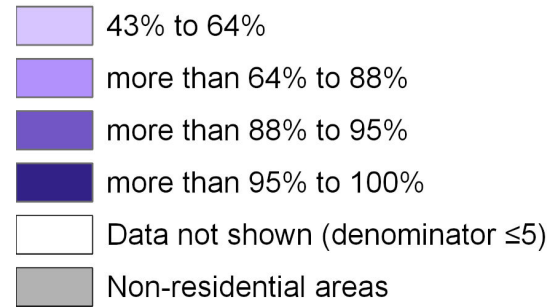 43% to 64%
more than 64% to 88%
more than 88% to 95%
more than 95% to 100%
Data not shown (denominator ≤5)
Non-residential areas